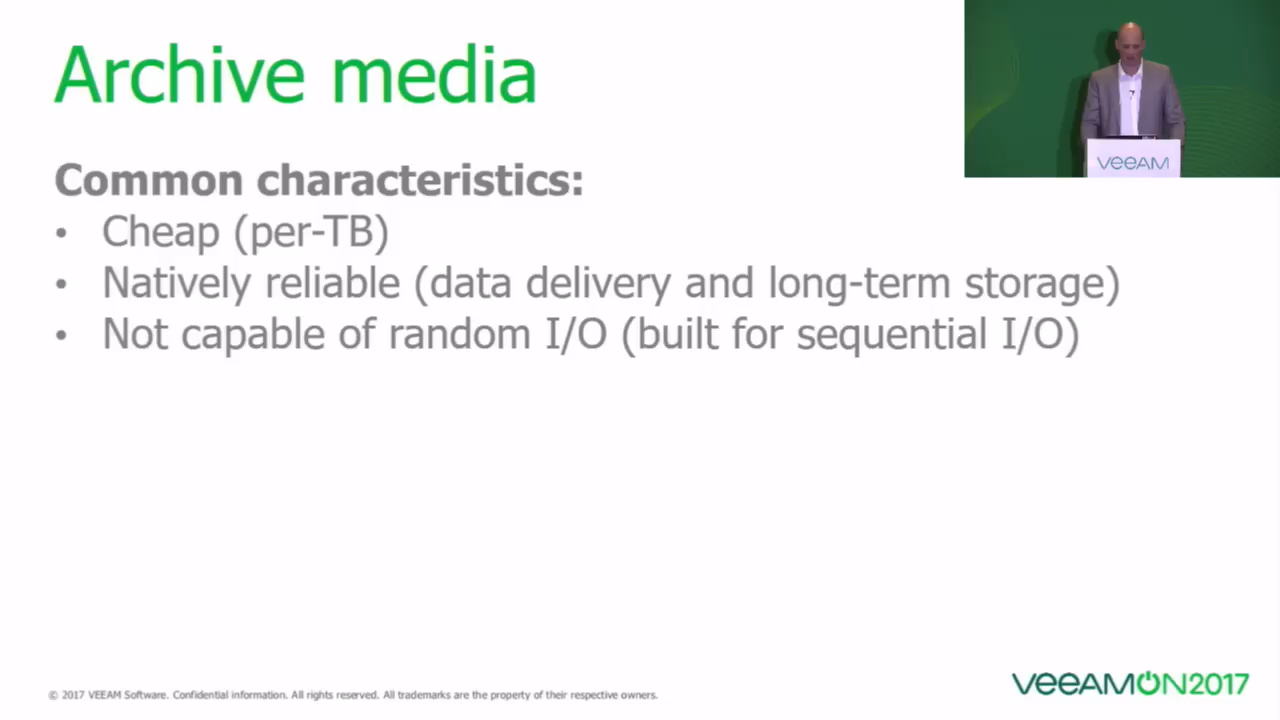 Archive media
Common characteristics:
• Cheap (per-TB)
• Natively reliable (data delivery and long-term storage)
• Not capable of random I/O (built for sequential I/O)
veeAM
© 2017 VEEAM Software. Confidential information. All rights reserved. All trademarks are the property of their respective owners.
veeAMON2017